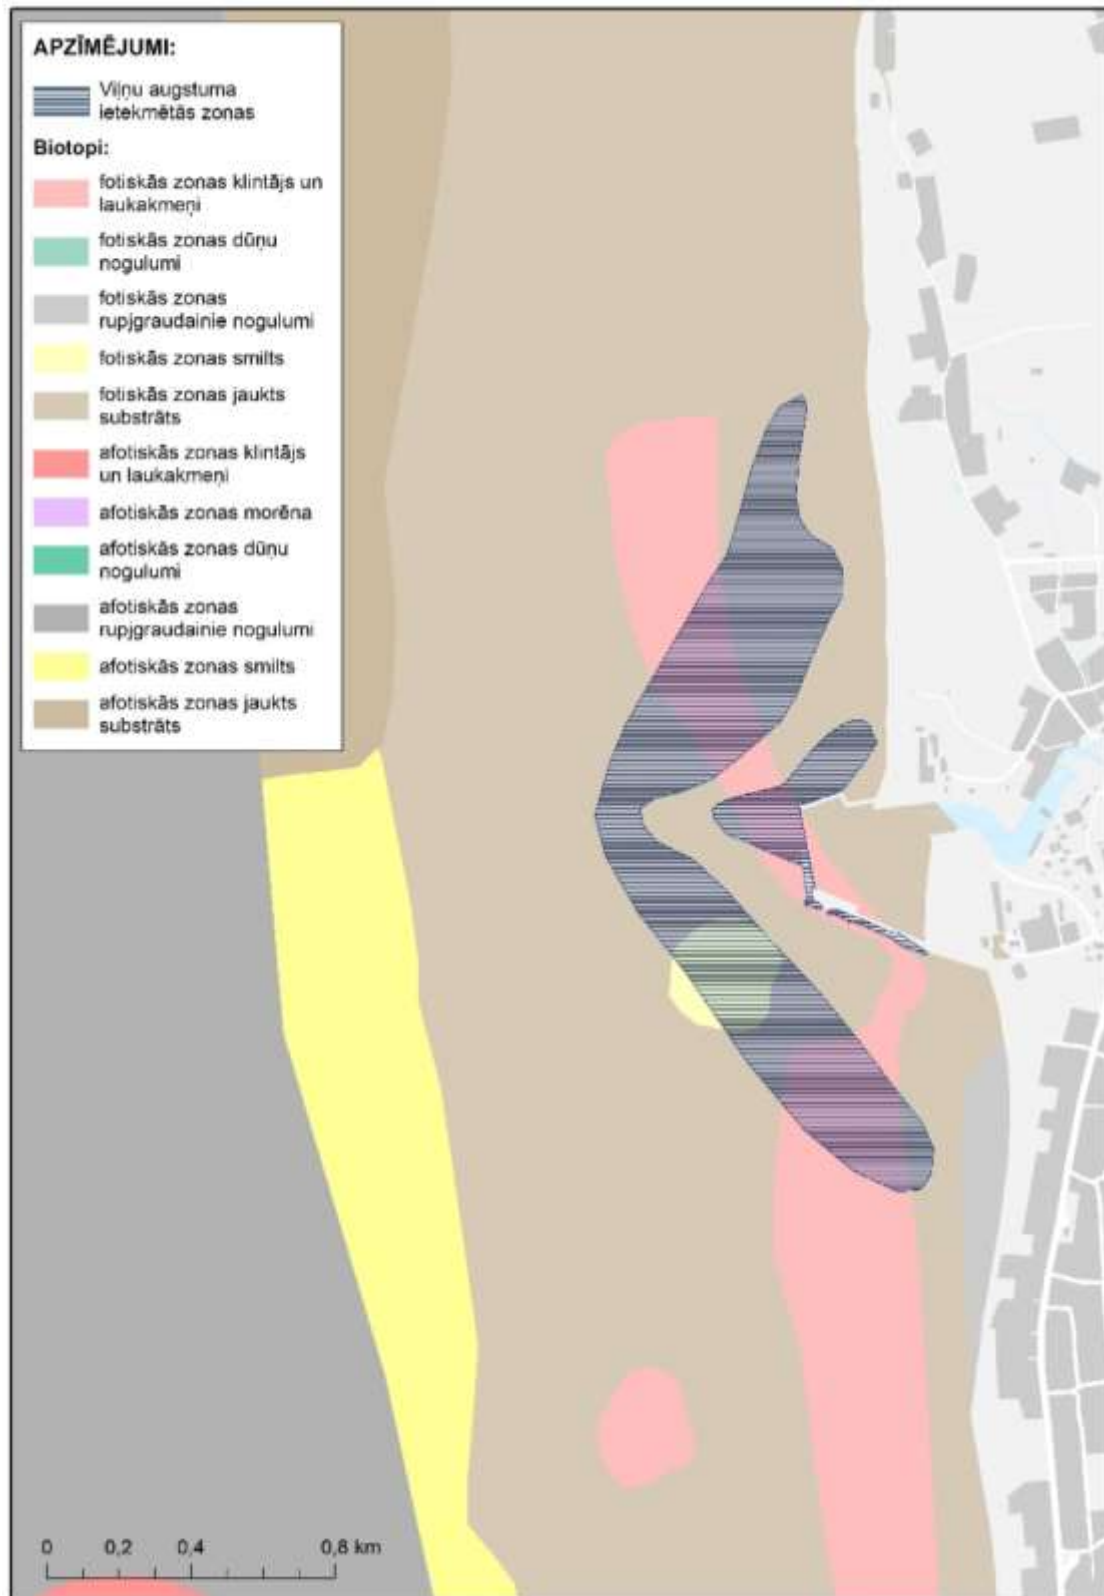 APZĪMĒJUMI:
Viļņu augstuma
ietekmētās zonas
Biotopi:
fotiskās zonas klintājs un
laukakmeņi
fotiskās zonas dūņu
nogulumi
fotiskās zonas
rupjgraudainie nogulumi
fotiskās zonas smilts
fotiskās zonas jaukts
substrāts
afotiskās zonas klintājs
un laukakmeņi
afotiskās zonas morēna
afotiskās zonas dūņu
nogulumi
afotiskās zonas
rupjgraudainie nogulumi
afotiskās zonas smilts
afotiskās zonas jaukts
substrāts
0 0,2 0,4 0,8 km